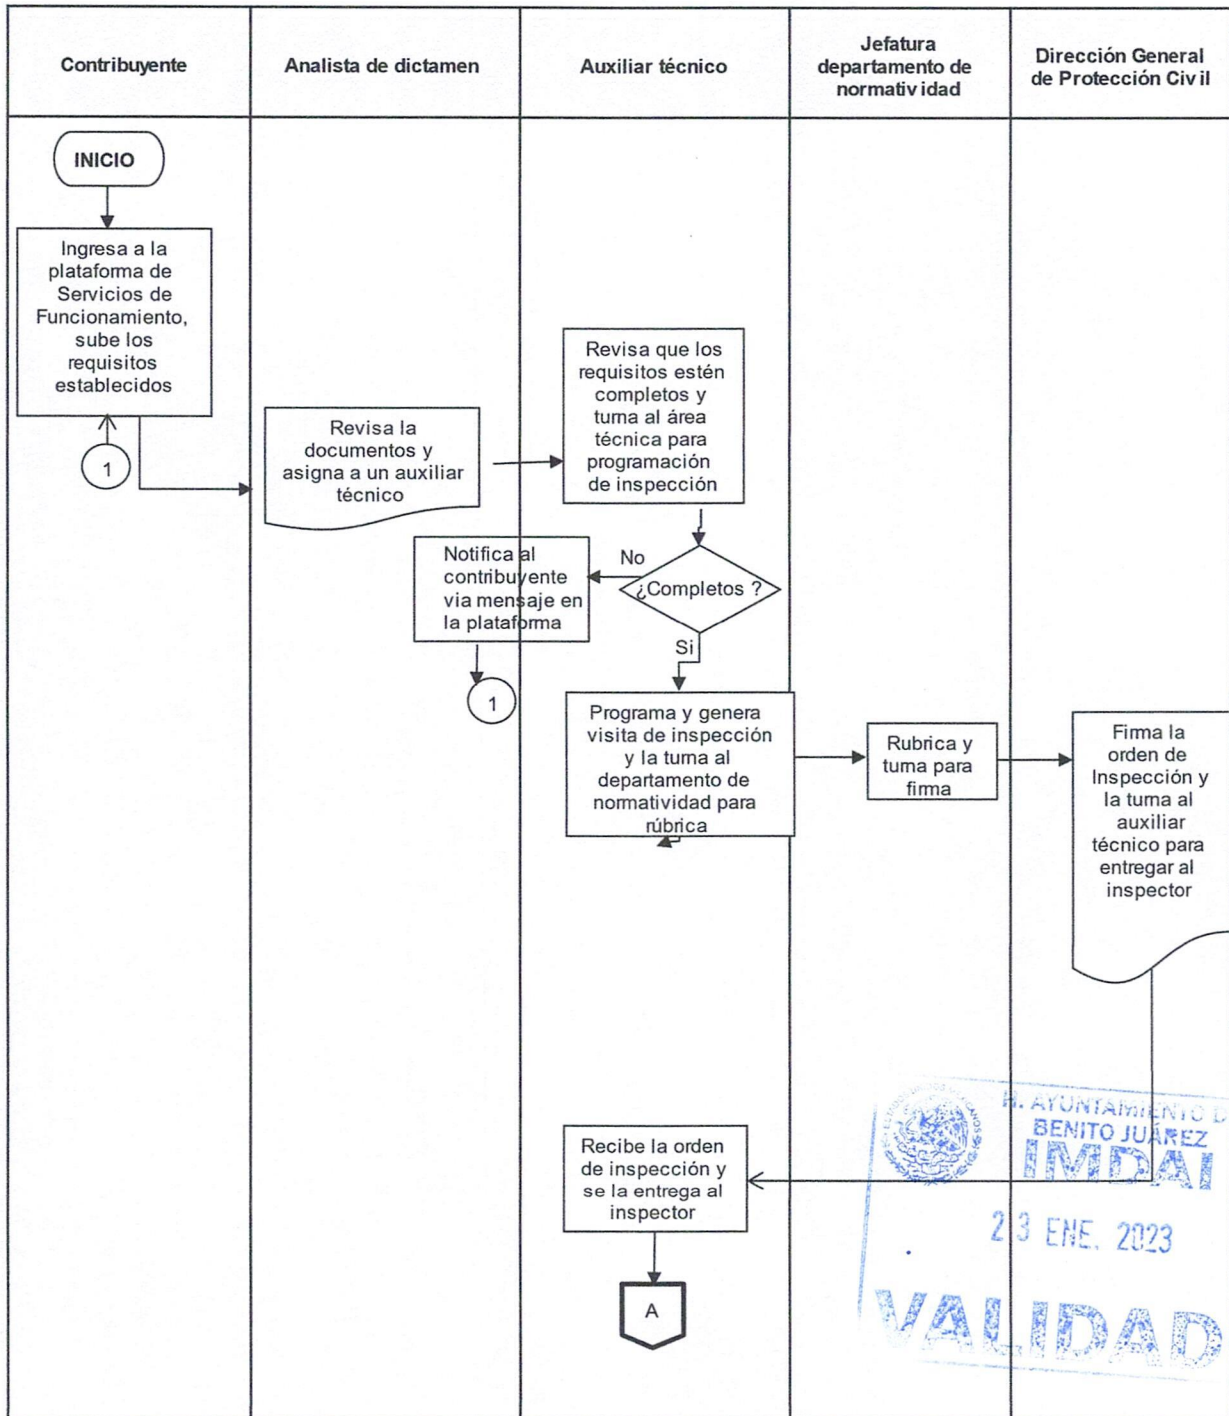 Contribuyente
Analista de dictamen
Auxiliar técnico
Jefatura
departamento de
normatividad
Dirección General
de Protección Civil
INICIO
Ingresa a la
plataforma de
Servicios de
Funcionamiento,
sube los
requisitos
establecidos
1
Revisa la
documentos y
asigna a un auxiliar
técnico
Revisa que los
requisitos estén
completos y
turna al área
técnica para
programación
de inspección
¿Completos ?
No
Notifica al
contribuyente
via mensaje en
la plataforma
1
Si
Programa y genera
visita de inspección
y la turna al
departamento de
normatividad para
rúbrica
Rubrica y
turna para
firma
Firma la
orden de
Inspección y
la turna al
auxiliar
técnico para
entregar al
inspector
Recibe la orden
de inspección y
se la entrega al
inspector
A
H. AYUNTAMIENTO D
BENITO JUÁREZ
IMDAI
23 ENE. 2023
VALIDAD